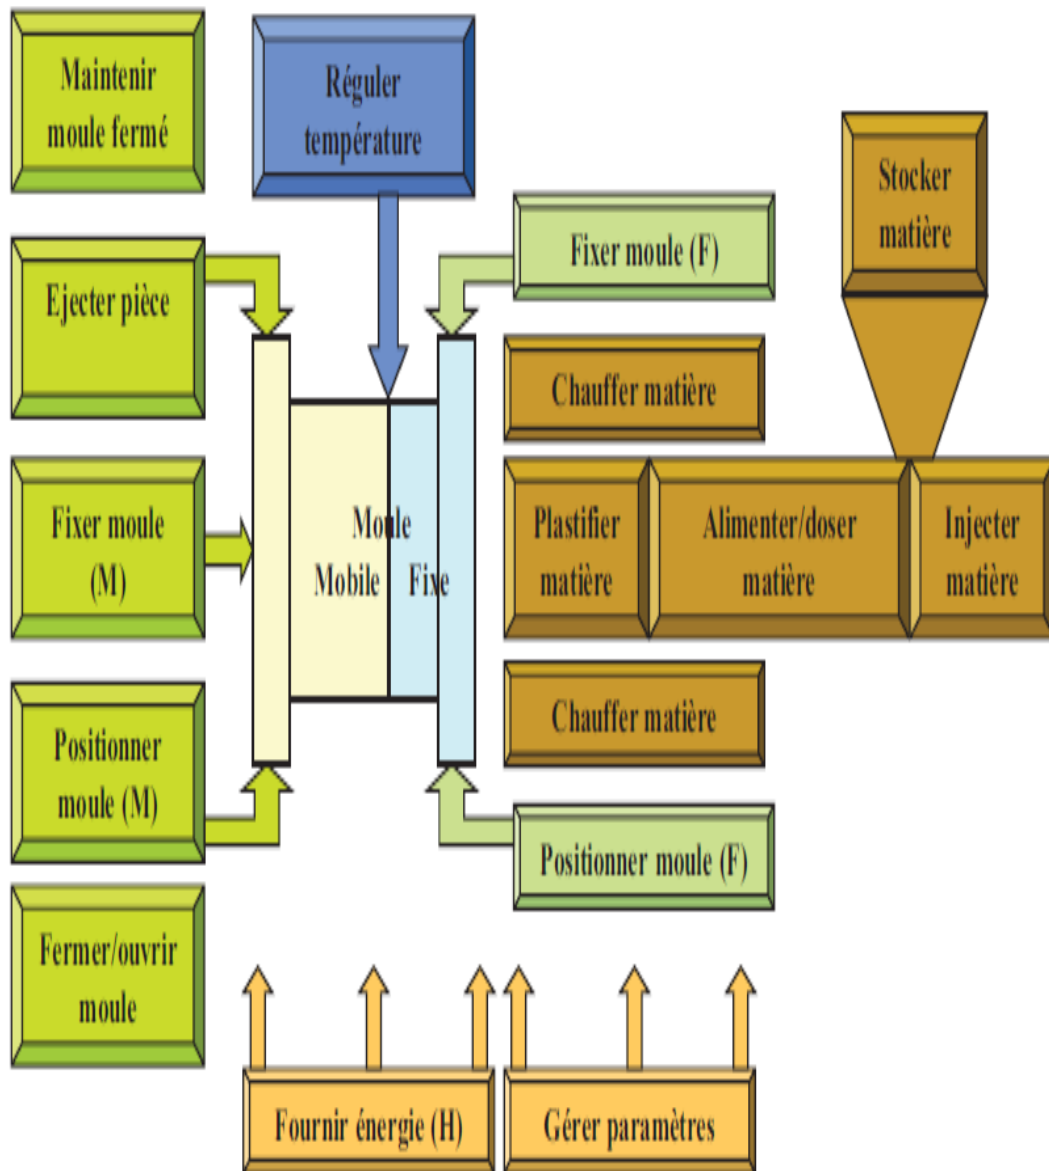 Maintenir
moule fermé
Réguler
température
Stocker
matière
Fixer moule (F)
Ejecter pièce
Chauffer matière
Fixer moule
(M)
Moule
Mobile
Fixe
Plastifier
matière
Alimenter/doser
matière
Injecter
matière
Chauffer matière
Positionner
moule (M)
Positionner moule (F)
Fermer/ouvrir
moule
Fournir énergie (H)
Gérer paramètres